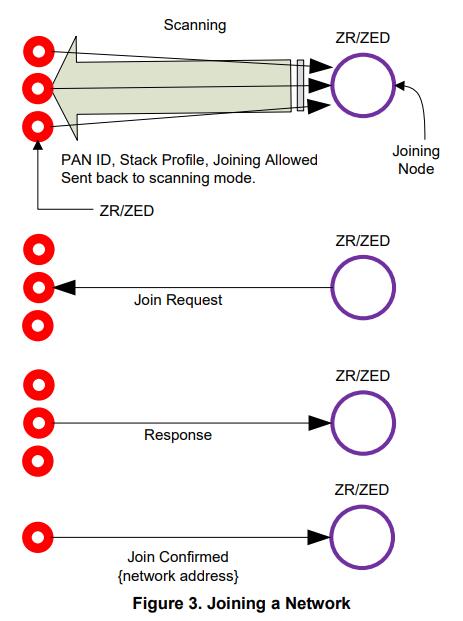 Scanning
ZR/ZED
Joining
Node
PAN ID, Stack Profile, Joining Allowed
Sent back to scanning mode.
ZR/ZED
ZR/ZED
Join Request
ZR/ZED
Response
ZR/ZED
Join Confirmed
{network address}
Figure 3. Joining a Network